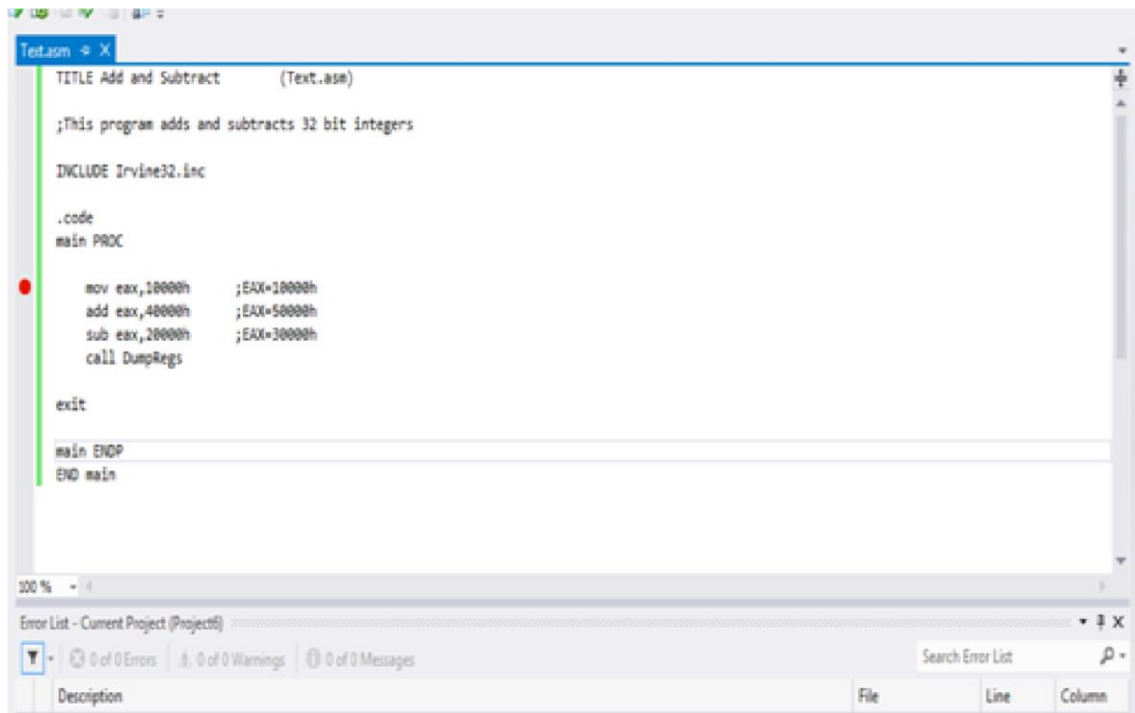 Text.asm
TITLE Add and Subtract (Text.asm)
;This program adds and subtracts 32 bit integers
INCLUDE Irvine32.inc
.code
main PROC
mov eax,10000h ;EAX=10000h
add eax,40000h ;EAX=50000h
sub eax,20000h ;EAX=30000h
call DumpRegs
exit
main ENDP
END main
100 %
Error List - Current Project (Project6)
0 of 0 Errors 0 of 0 Warnings 0 of 0 Messages Search Error List
Description File Line Column